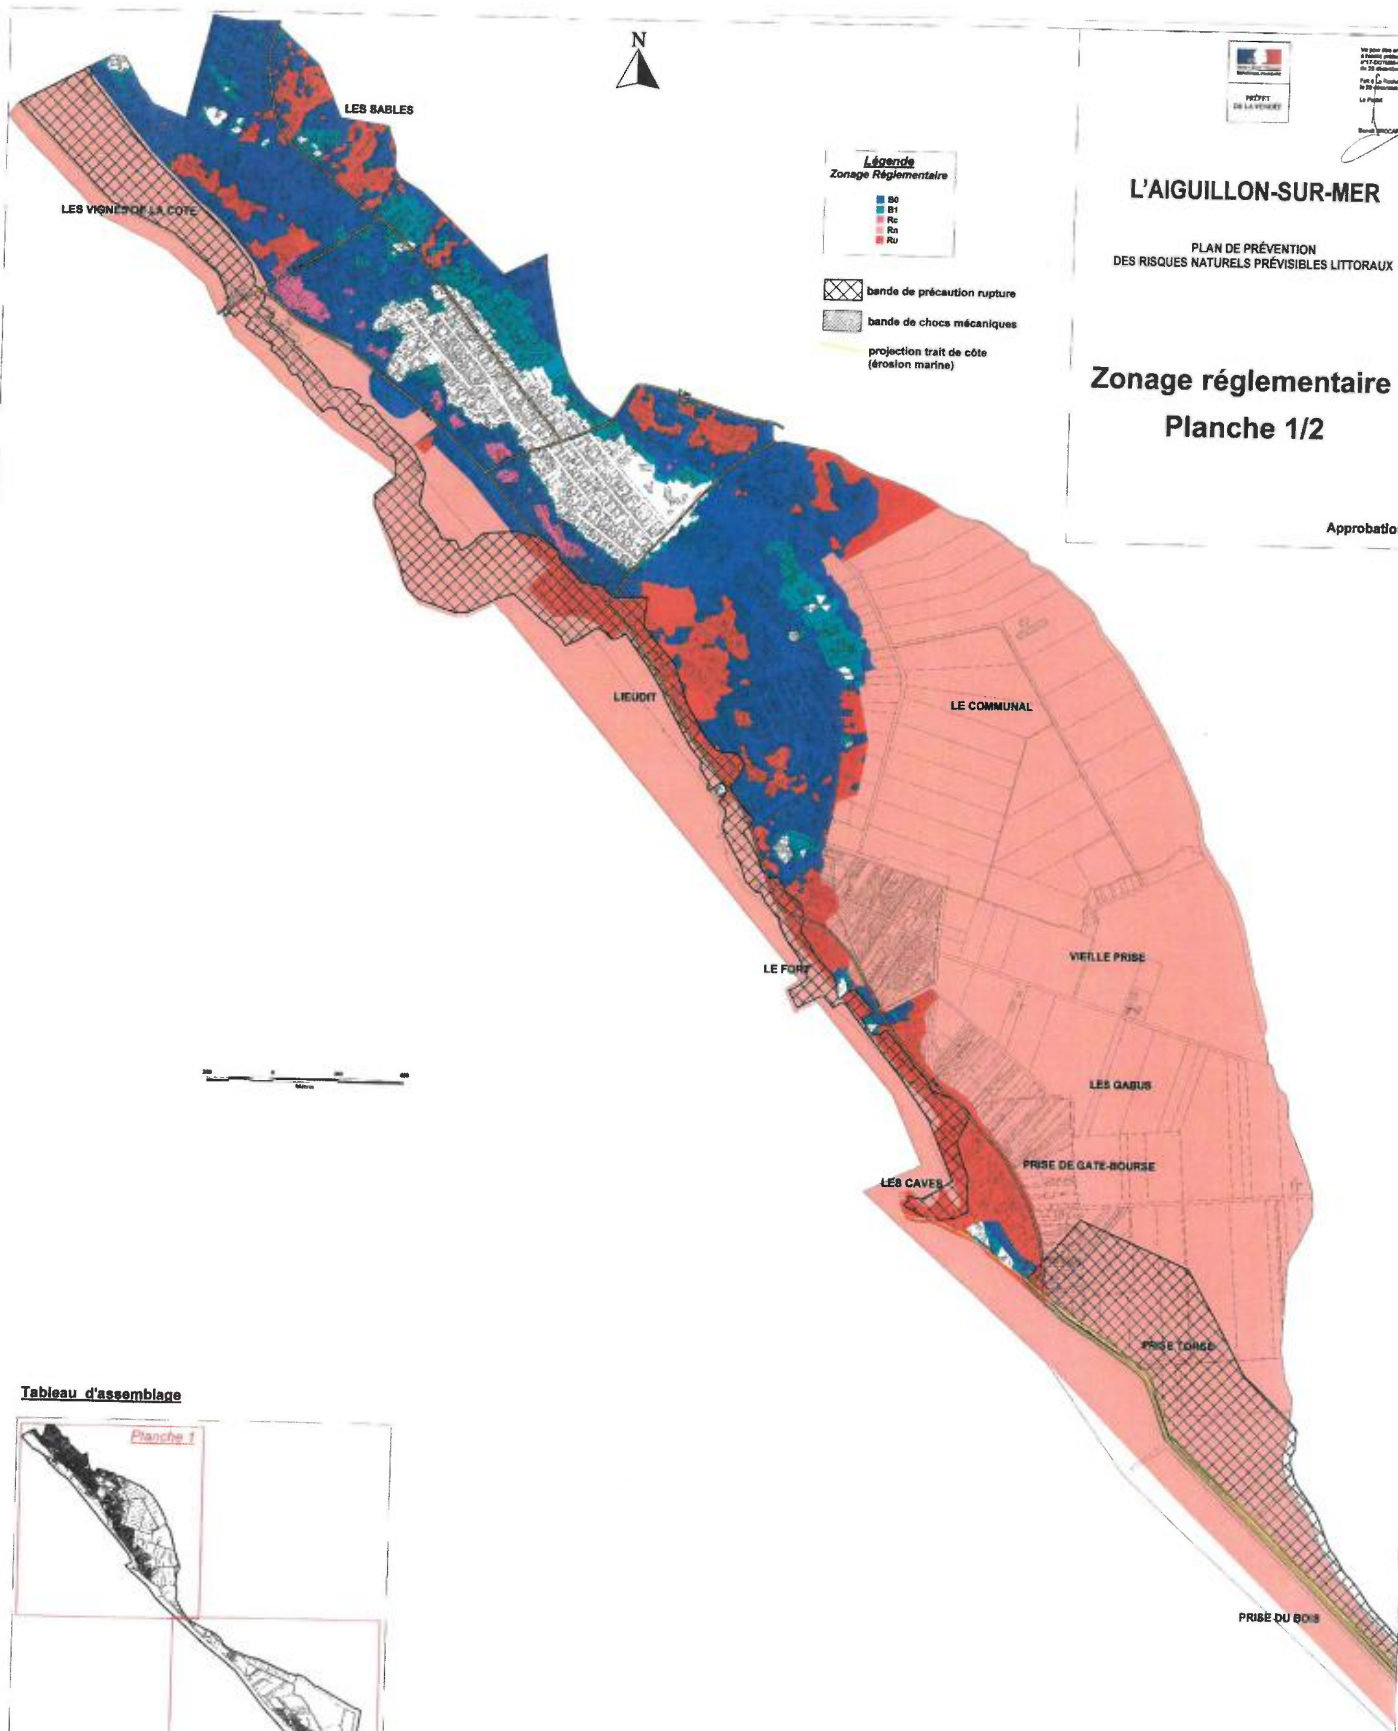 N
PRÉFET
DE LA VENDÉE
Le Préfet
L'AIGUILLON-SUR-MER
PLAN DE PRÉVENTION
DES RISQUES NATURELS PRÉVISIBLES LITTORAUX
Zonage réglementaire
Planche 1/2
Approbation
Légende
Zonage Réglementaire
B0
B1
Rc
Rn
Ru
bande de précaution rupture
bande de chocs mécaniques
projection trait de côte
(érosion marine)
LES SABLES
LES VIGNES DE LA COTE
LIEUDIT
LE COMMUNAL
LE FORT
VIEILLE PRISE
LES GABUS
PRISE DE GATE-BOURSE
LES CAVES
PRISE TORSE
PRISE DU BOIS
Tableau d'assemblage
Planche 1